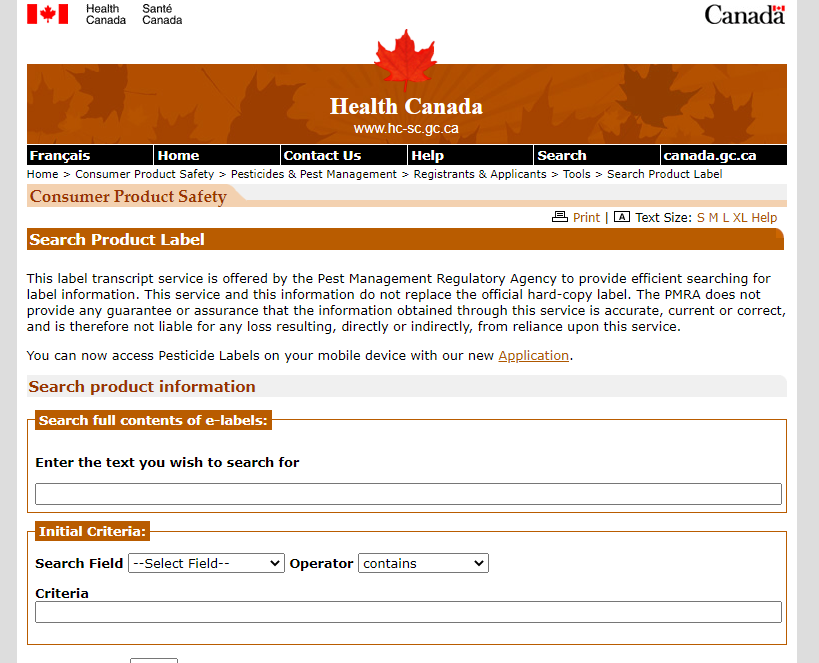 Health Canada
Santé Canada
Canada
Health Canada
www.hc-sc.gc.ca
Français Home Contact Us Help Search canada.gc.ca
Home > Consumer Product Safety > Pesticides & Pest Management > Registrants & Applicants > Tools > Search Product Label
Consumer Product Safety
Print | A Text Size: S M L XL Help
Search Product Label
This label transcript service is offered by the Pest Management Regulatory Agency to provide efficient searching for
label information. This service and this information do not replace the official hard-copy label. The PMRA does not
provide any guarantee or assurance that the information obtained through this service is accurate, current or correct,
and is therefore not liable for any loss resulting, directly or indirectly, from reliance upon this service.
You can now access Pesticide Labels on your mobile device with our new Application.
Search product information
Search full contents of e-labels:
Enter the text you wish to search for
Initial Criteria:
Search Field --Select Field-- Operator contains
Criteria